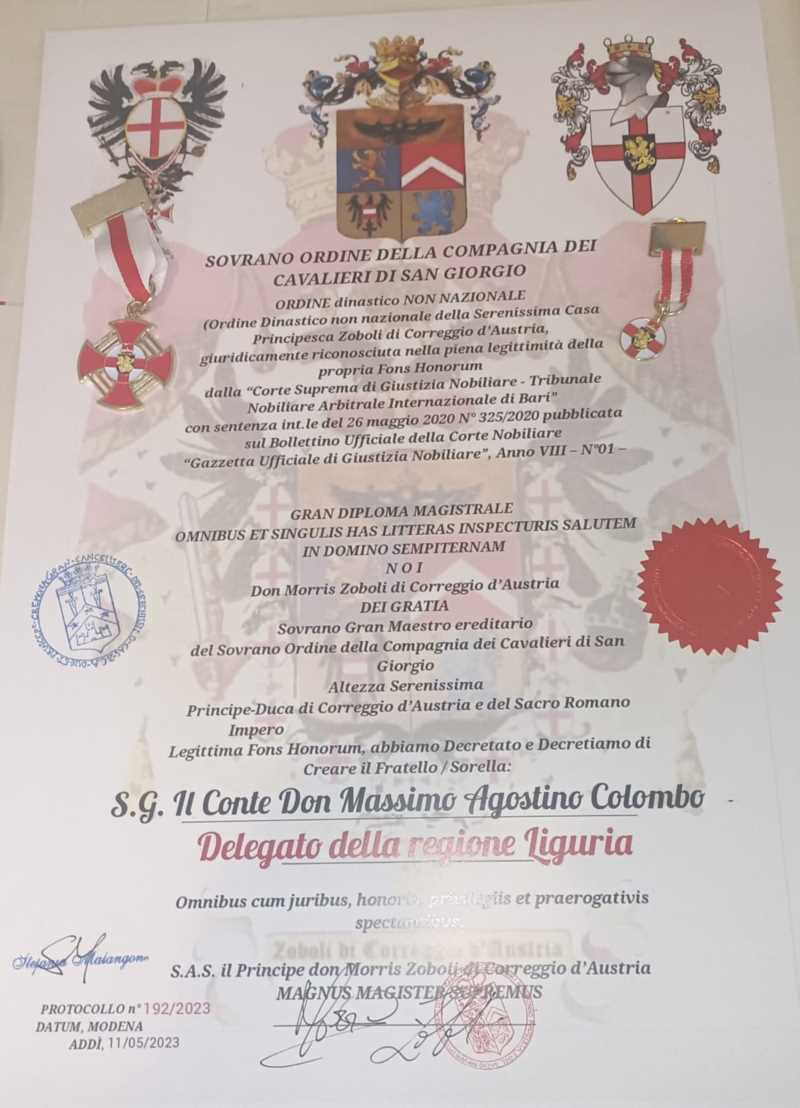 SOVRANO ORDINE DELLA COMPAGNIA DEI
CAVALIERI DI SAN GIORGIO
ORDINE dinastico NON NAZIONALE
(Ordine Dinastico non nazionale della Serenissima Casa
Principesca Zoboli di Correggio d'Austria,
giuridicamente riconosciuta nella piena legittimità della
propria Fons Honorum
dalla "Corte Suprema di Giustizia Nobiliare - Tribunale
Nobiliare Arbitrale Internazionale di Bari"
con sentenza int.le del 26 maggio 2020 N° 325/2020 pubblicata
sul Bollettino Ufficiale della Corte Nobiliare
"Gazzetta Ufficiale di Giustizia Nobiliare", Anno VIII – N°01 –
GRAN DIPLOMA MAGISTRALE
OMNIBUS ET SINGULIS HAS LITTERAS INSPECTURIS SALUTEM
IN DOMINO SEMPITERNAM
N O I
Don Morris Zoboli di Correggio d'Austria
DEI GRATIA
Sovrano Gran Maestro ereditario
del Sovrano Ordine della Compagnia dei Cavalieri di San
Giorgio
Altezza Serenissima
Principe-Duca di Correggio d'Austria e del Sacro Romano
Impero
Legittima Fons Honorum, abbiamo Decretato e Decretiamo di
Creare il Fratello / Sorella:
S.G. Il Conte Don Massimo Agostino Colombo
Delegato della regione Liguria
Omnibus cum juribus, privilegiis et praerogativis
Zoboli di Correggio d'Austria
S.A.S. il Principe don Morris Zoboli di Correggio d'Austria
MAGNUS MAGISTER SUPREMUS
PROTOCOLLO n° 192/2023
DATUM, MODENA
ADDÌ, 11/05/2023